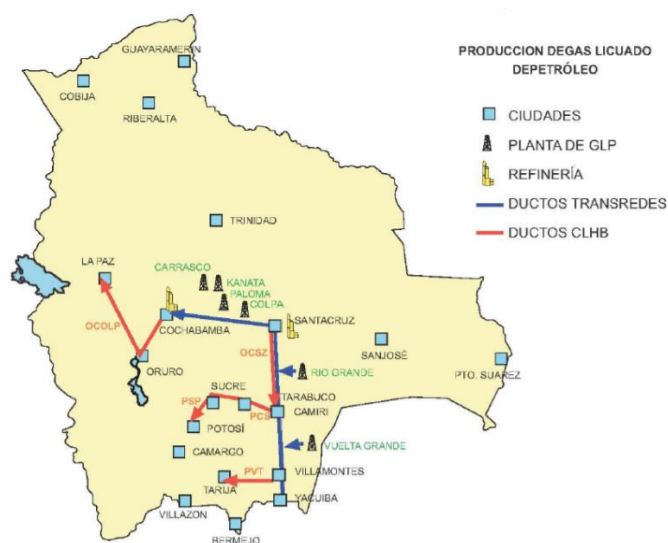 PRODUCCION DEGAS LICUADO
DEPETRÓLEO
CIUDADES
PLANTA DE GLP
REFINERÍA
DUCTOS TRANSREDES
DUCTOS CLHB
GUAYARAMERIN
COBIJA
RIBERALTA
TRINIDAD
LA PAZ
CARRASCO
KANATA
PALOMA
COLPA
OCOLP
COCHABAMBA
SANTACRUZ
ORURO
OCSZ
SANJOSÉ
PTO. SUAREZ
RIO GRANDE
SUCRE
TARABUCO
PSP
PCS
CAMIRI
POTOSÍ
VUELTA GRANDE
CAMARGO
PVT
VILLAMONTES
TARIJA
YACUIBA
VILLAZON
BERMEJO